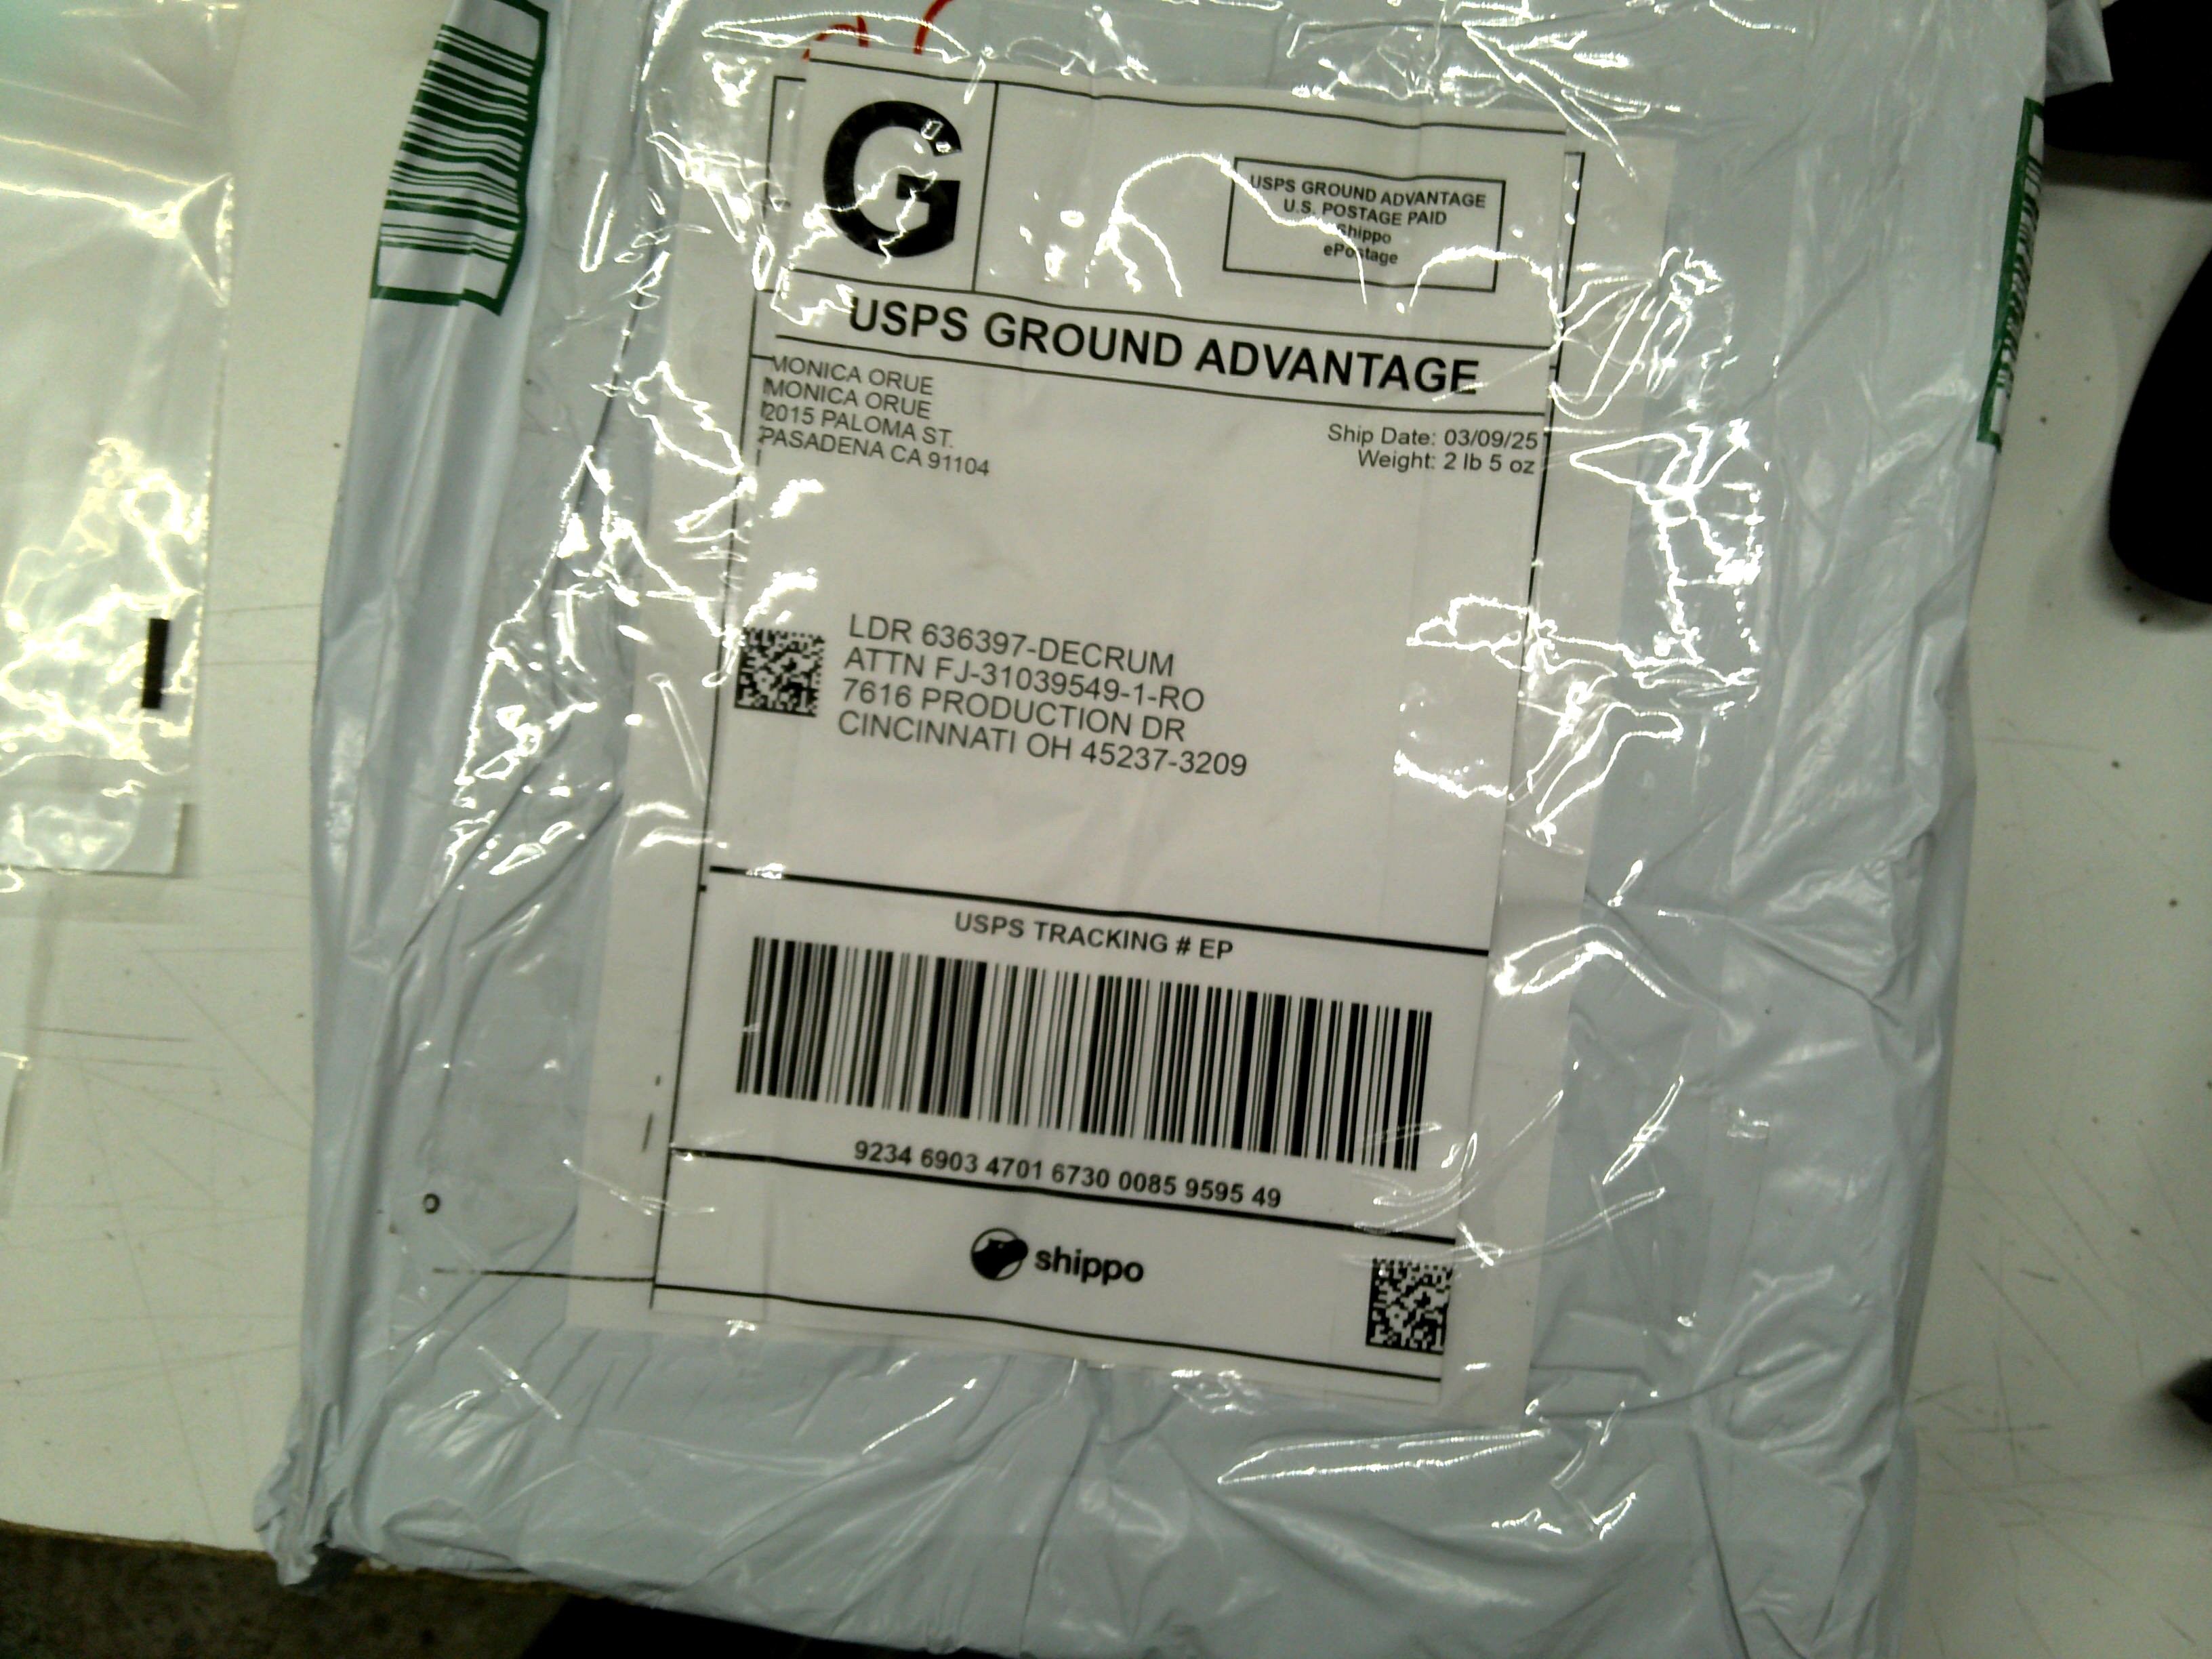 G
USPS GROUND ADVANTAGE
U.S. POSTAGE PAID
Shippo
ePostage
USPS GROUND ADVANTAGE
MONICA ORUE
MONICA ORUE
2015 PALOMA ST.
PASADENA CA 91104
Ship Date: 03/09/25
Weight: 2 lb 5 oz
LDR 636397-DECRUM
ATTN FJ-31039549-1-RO
7616 PRODUCTION DR
CINCINNATI OH 45237-3209
USPS TRACKING # EP
9234 6903 4701 6730 0085 9595 49
shippo